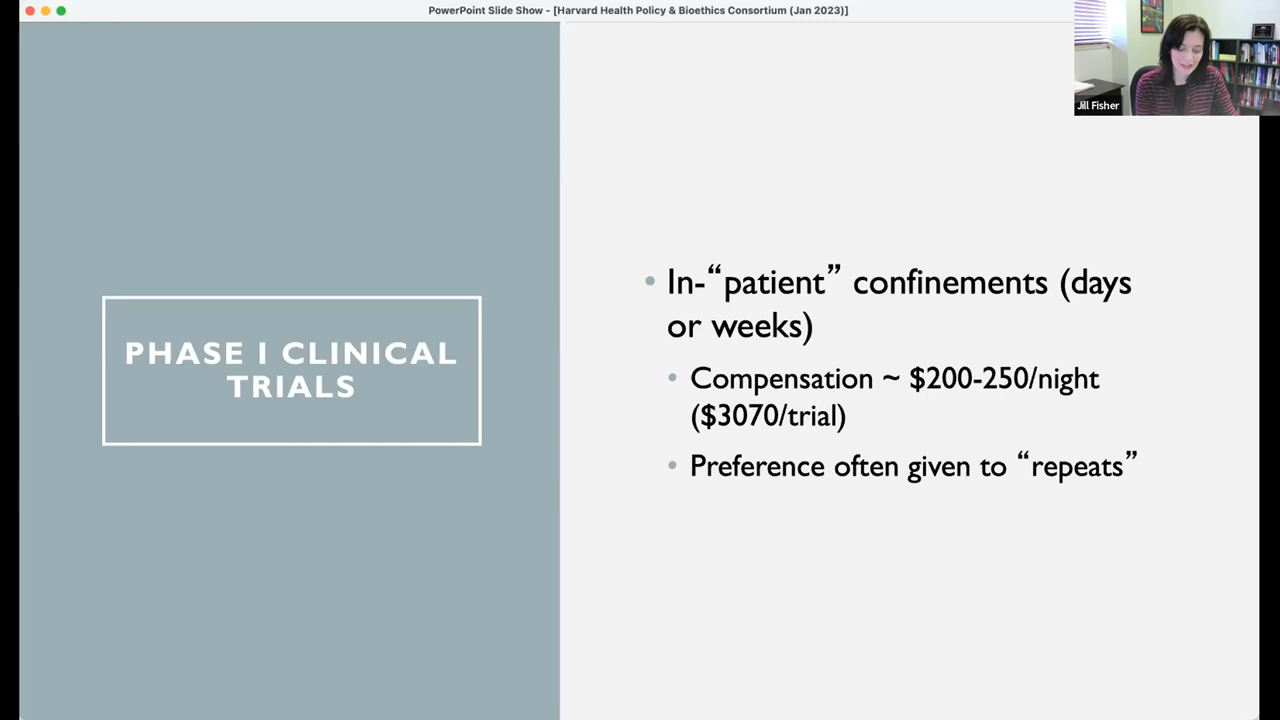 PowerPoint Slide Show - [Harvard Health Policy & Bioethics Consortium (Jan 2023)]
Jill Fisher
PHASE I CLINICAL
TRIALS
• In-“patient” confinements (days
or weeks)
• Compensation ~ $200-250/night
($3070/trial)
• Preference often given to “repeats”